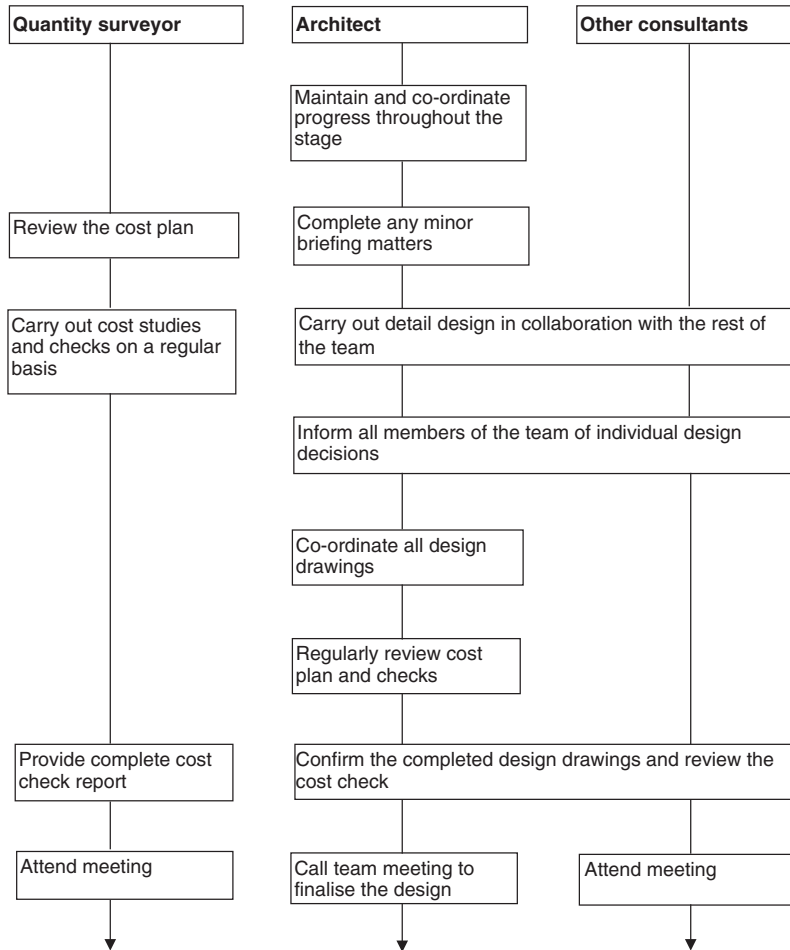 Quantity surveyor
Architect
Other consultants
Maintain and co-ordinate
progress throughout the
stage
Review the cost plan
Complete any minor
briefing matters
Carry out cost studies
and checks on a regular
basis
Carry out detail design in collaboration with the rest of
the team
Inform all members of the team of individual design
decisions
Co-ordinate all design
drawings
Regularly review cost
plan and checks
Provide complete cost
check report
Confirm the completed design drawings and review the
cost check
Attend meeting
Call team meeting to
finalise the design
Attend meeting